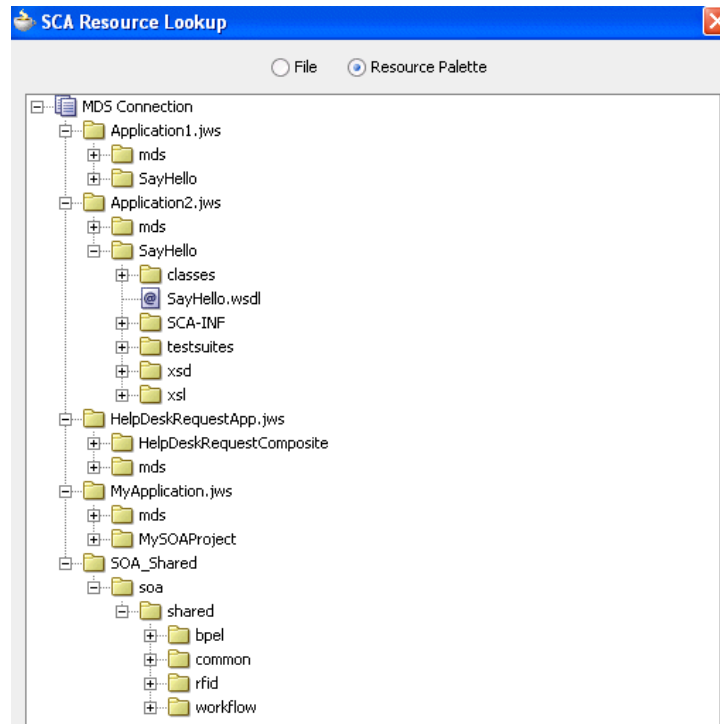 SCA Resource Lookup
File Resource Palette
MDS Connection
Application1.jws
mds
SayHello
Application2.jws
mds
SayHello
classes
SayHello.wsdl
SCA-INF
testsuites
xsd
xsl
HelpDeskRequestApp.jws
HelpDeskRequestComposite
mds
MyApplication.jws
mds
MySOAProject
SOA_Shared
soa
shared
bpel
common
rfid
workflow